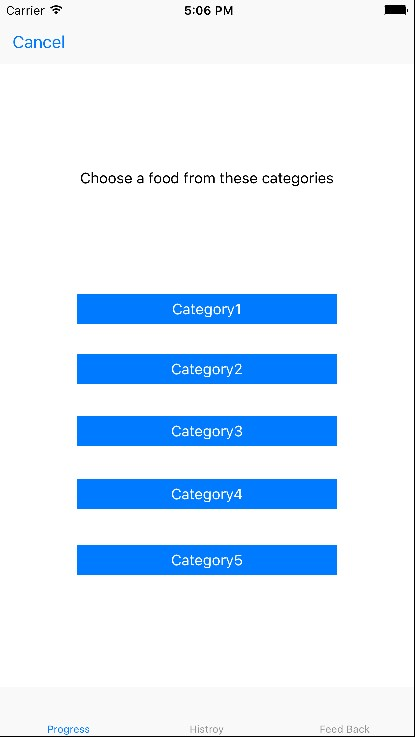 Carrier 5:06 PM
Cancel
Choose a food from these categories
Category1
Category2
Category3
Category4
Category5
Progress Histroy Feed Back